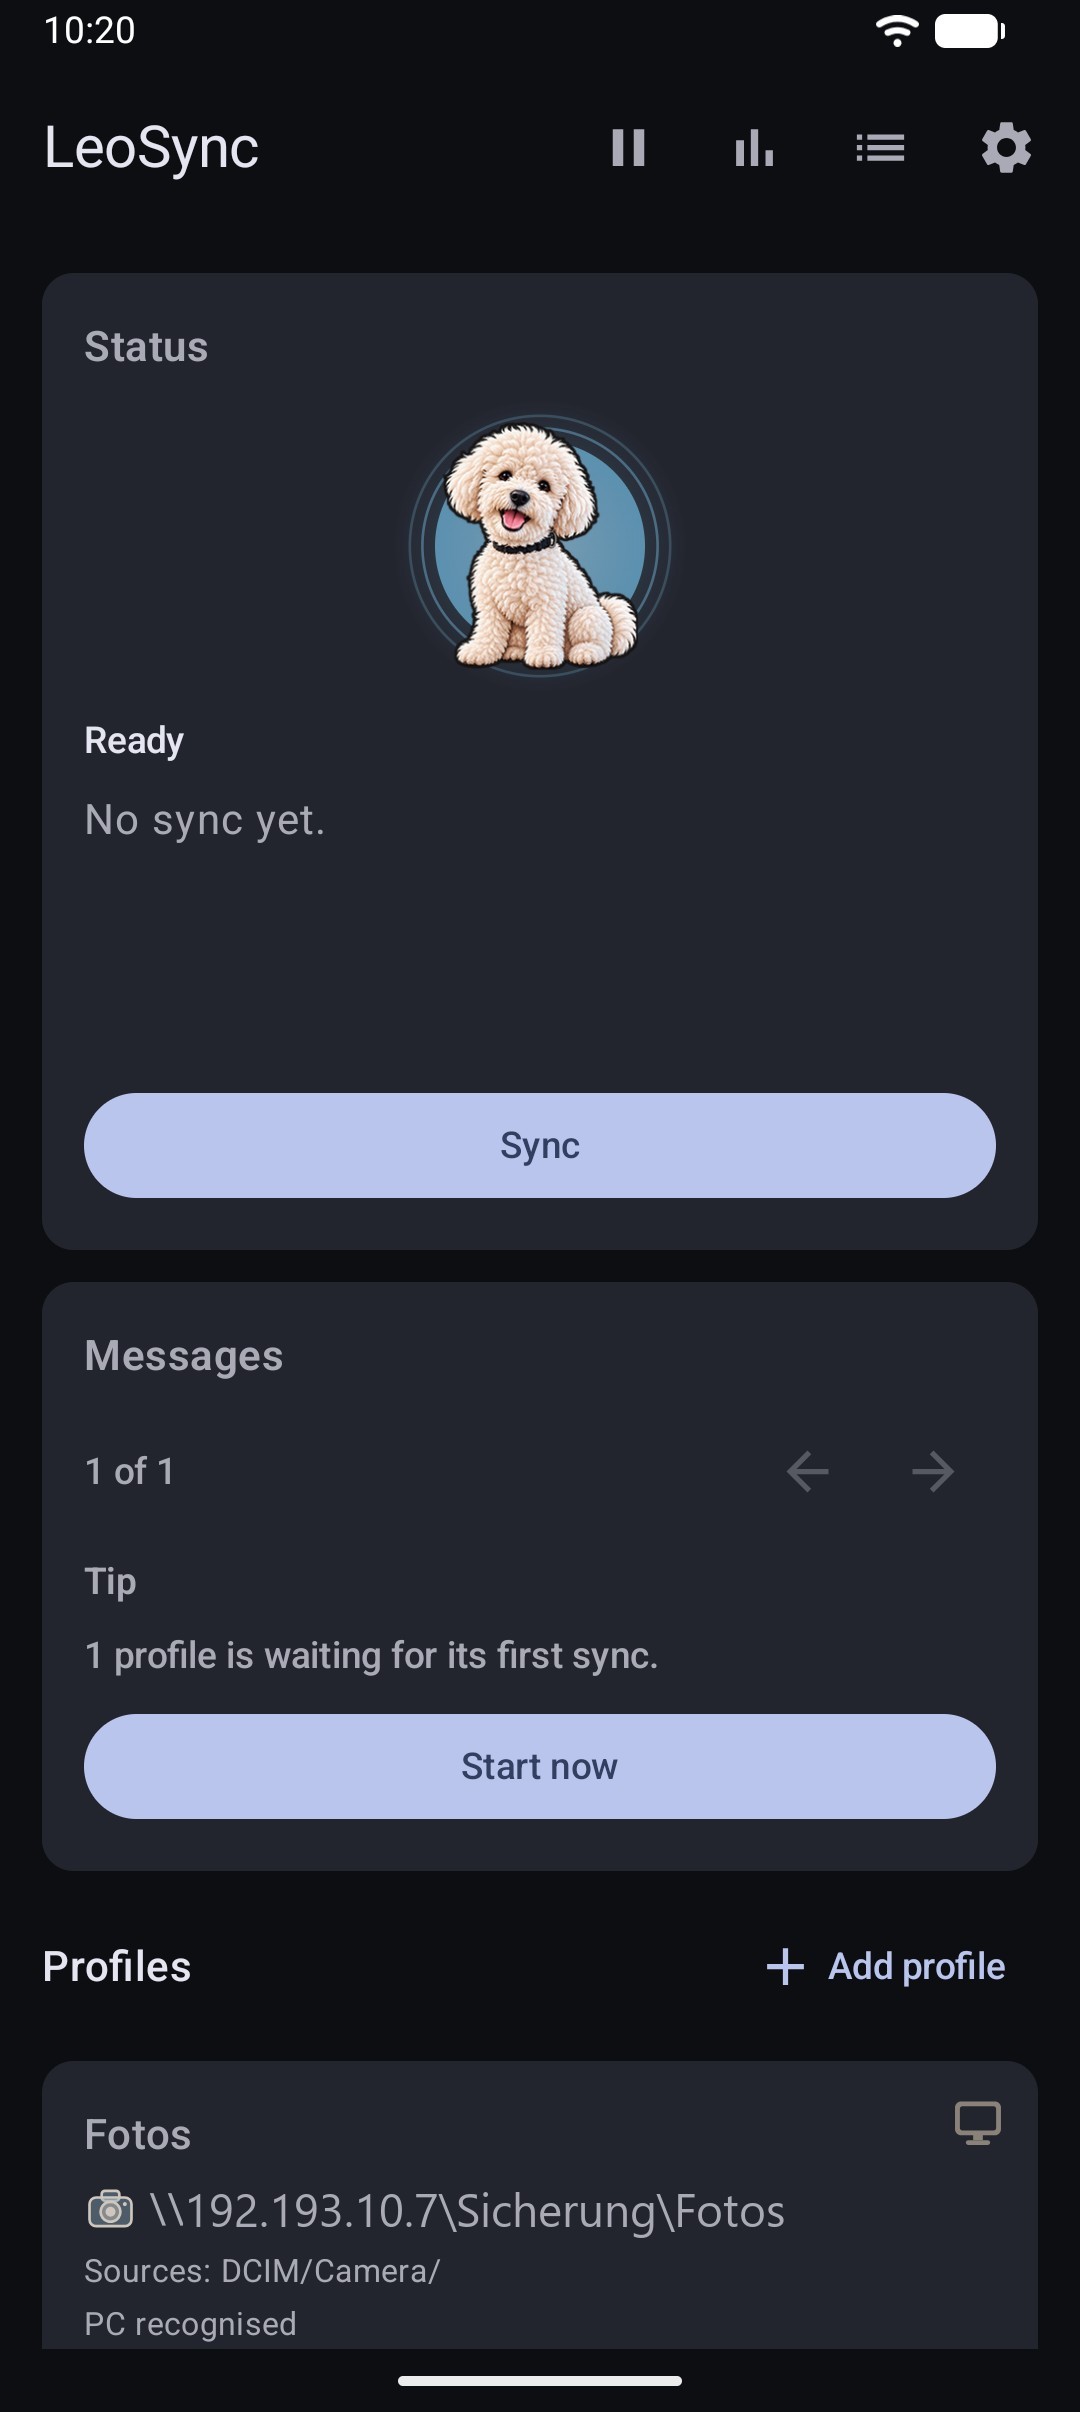 10:20
LeoSync
Status
Ready
No sync yet.
Sync
Messages
1 of 1
Tip
1 profile is waiting for its first sync.
Start now
Profiles
Add profile
Fotos
\\192.193.10.7\Sicherung\Fotos
Sources: DCIM/Camera/
PC recognised